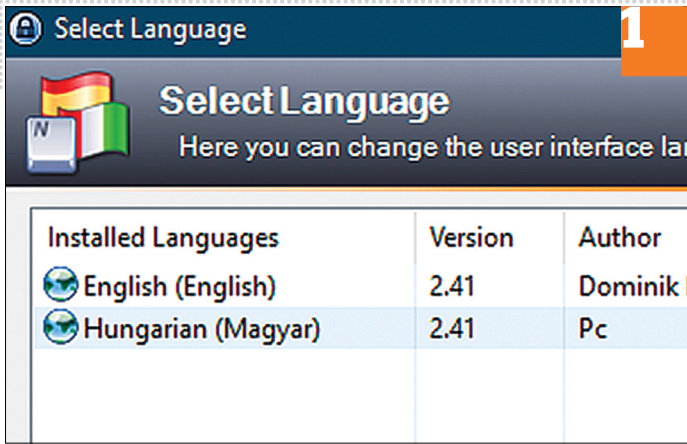 Select Language
1
Select Language
Here you can change the user interface
Installed Languages Version Author
English (English) 2.41 Dominik
Hungarian (Magyar) 2.41 Pc
N